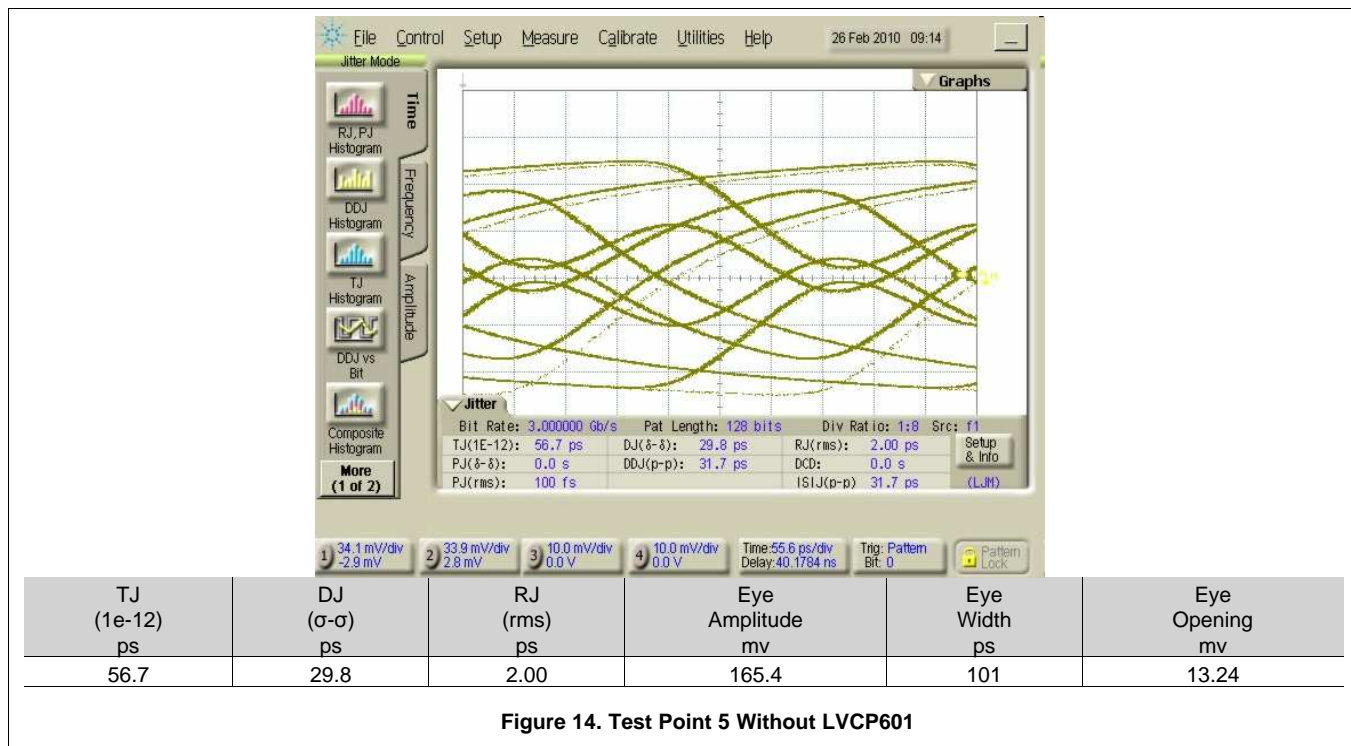 File Control Setup Measure Calibrate Utilities Help 26 Feb 2010 09:14
Jitter Mode
Graphs
Time
Frequency
Amplitude
RJ, PJ
Histogram
DDJ
Histogram
TJ
Histogram
DDJ vs
Bit
Composite
Histogram
More
(1 of 2)
Jitter
Bit Rate: 3.000000 Gb/s Pat Length: 128 bits Div Ratio: 1:8 Src: f1
TJ(1E-12): 56.7 ps DJ(δ-δ): 29.8 ps RJ(rms): 2.00 ps
PJ(δ-δ): 0.0 s DDJ(p-p): 31.7 ps DCD: 0.0 s
PJ(rms): 100 fs ISIJ(p-p) 31.7 ps
Setup
& Info
(LJM)
1) 34.1 mV/div
-2.9 mV
2) 33.9 mV/div
2.8 mV
3) 10.0 mV/div
0.0 V
4) 10.0 mV/div
0.0 V
Time:55.6 ps/div
Delay:40.1784 ns
Trig: Pattern
Bit: 0
Pattern
Lock
TJ DJ RJ Eye Eye Eye
(1e-12) (σ-σ) (rms) Amplitude Width Opening
ps ps ps mv ps mv
56.7 29.8 2.00 165.4 101 13.24
Figure 14. Test Point 5 Without LVCP601